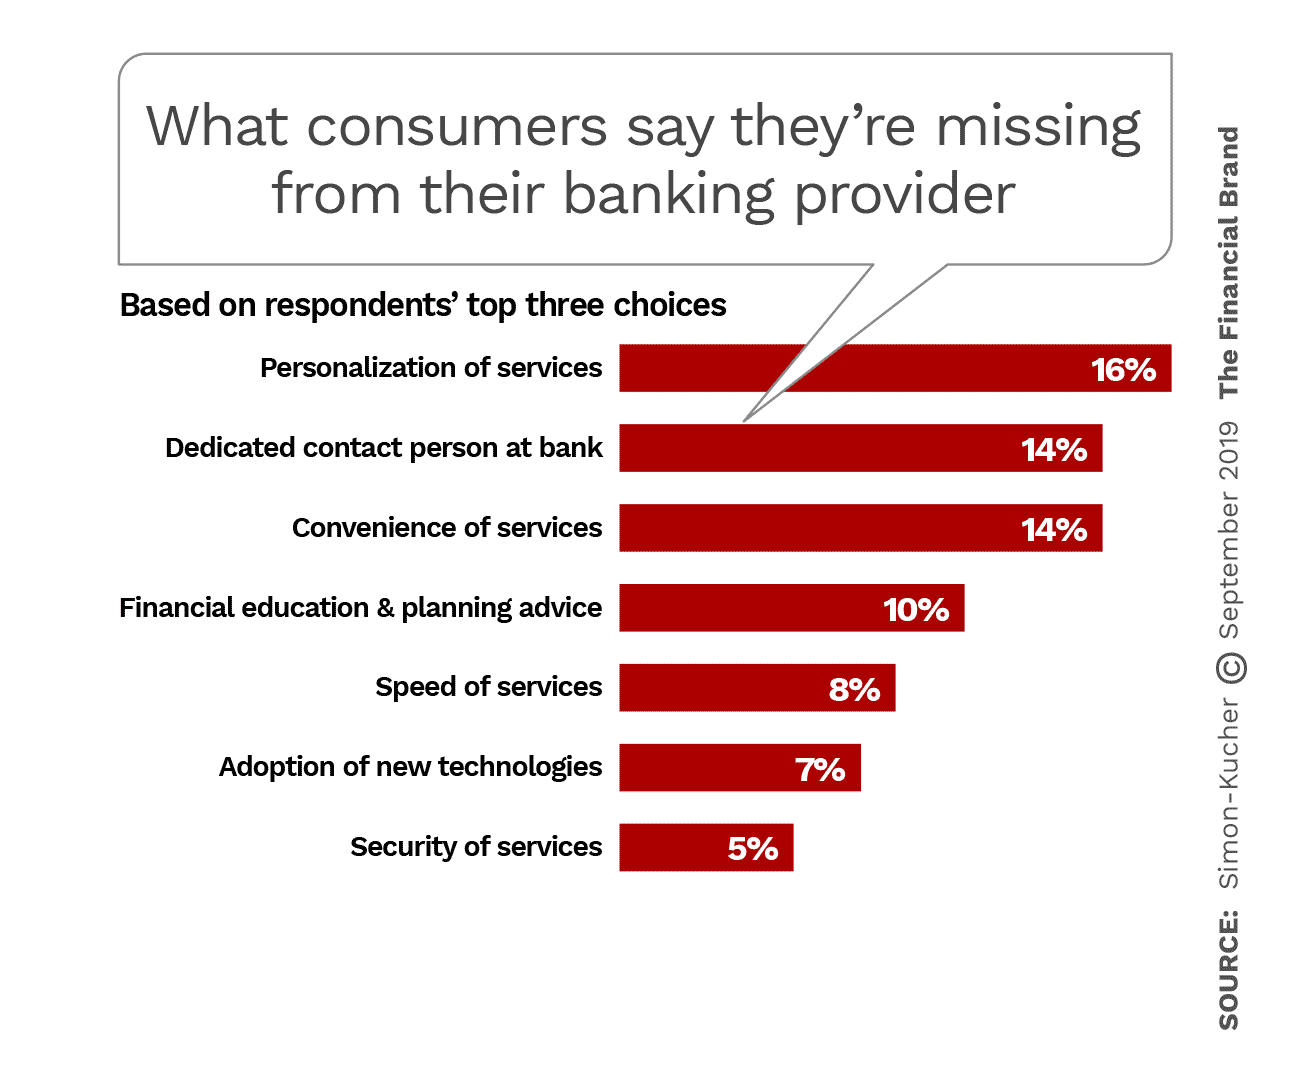 What consumers say they’re missing
from their banking provider
Based on respondents’ top three choices
Personalization of services 16%
Dedicated contact person at bank 14%
Convenience of services 14%
Financial education & planning advice 10%
Speed of services 8%
Adoption of new technologies 7%
Security of services 5%
SOURCE: Simon-Kucher © September 2019 The Financial Brand